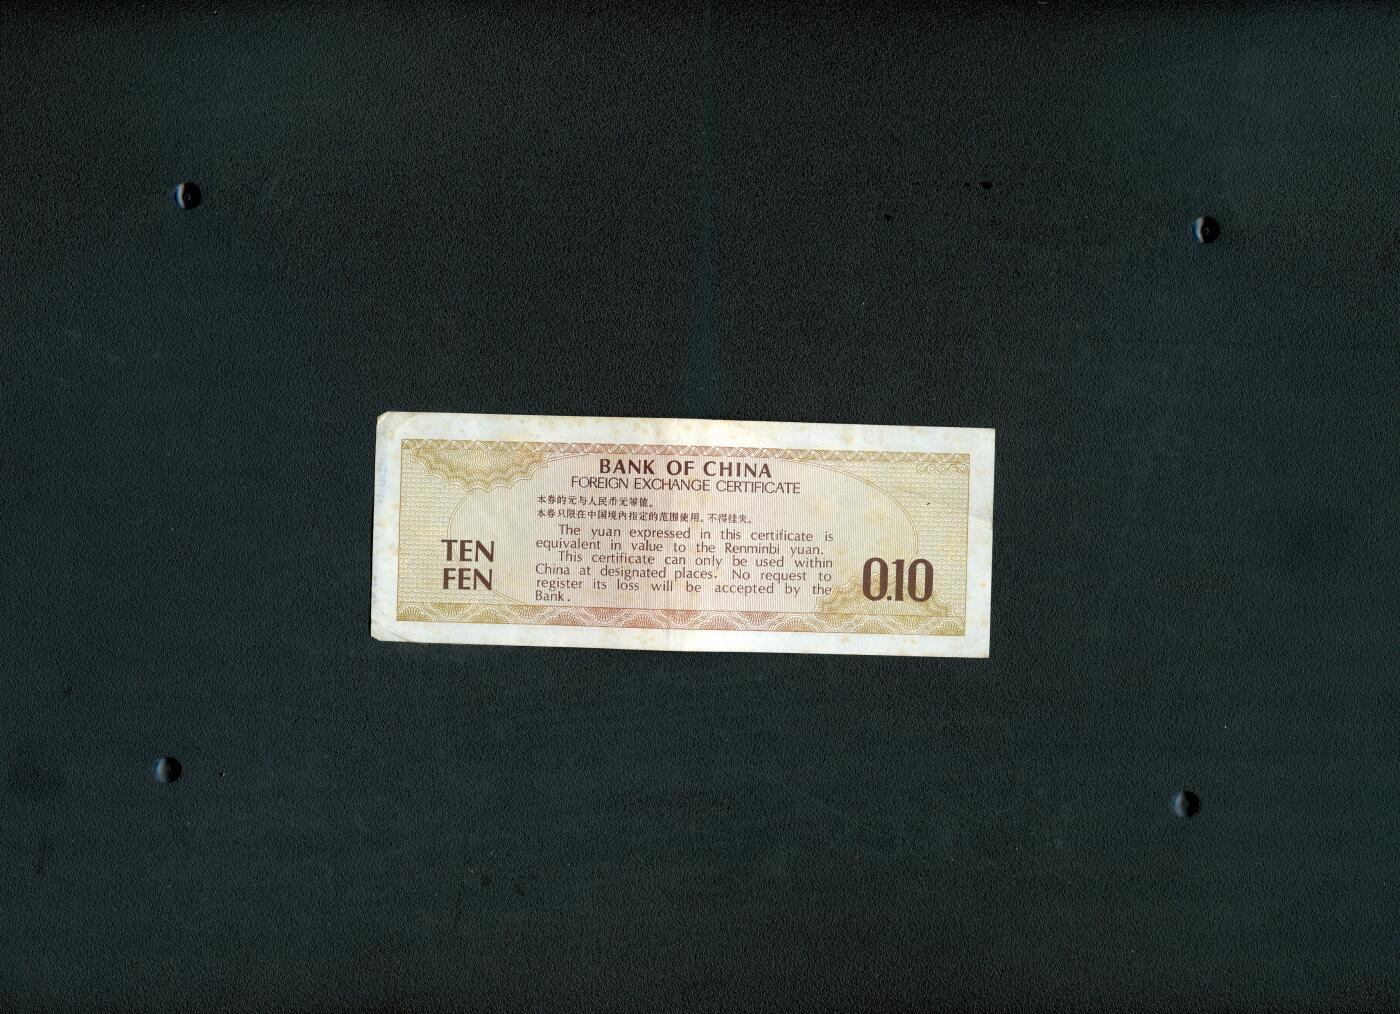 BANK OF CHINA
FOREIGN EXCHANGE CERTIFICATE
本券的元与人民币元等值。
本券只限在中国境内指定的范围使用。不得挂失。
The yuan expressed in this certificate is
equivalent in value to the Renminbi yuan.
This certificate can only be used within
China at designated places. No request to
register its loss will be accepted by the
Bank.
TEN
FEN
0.10